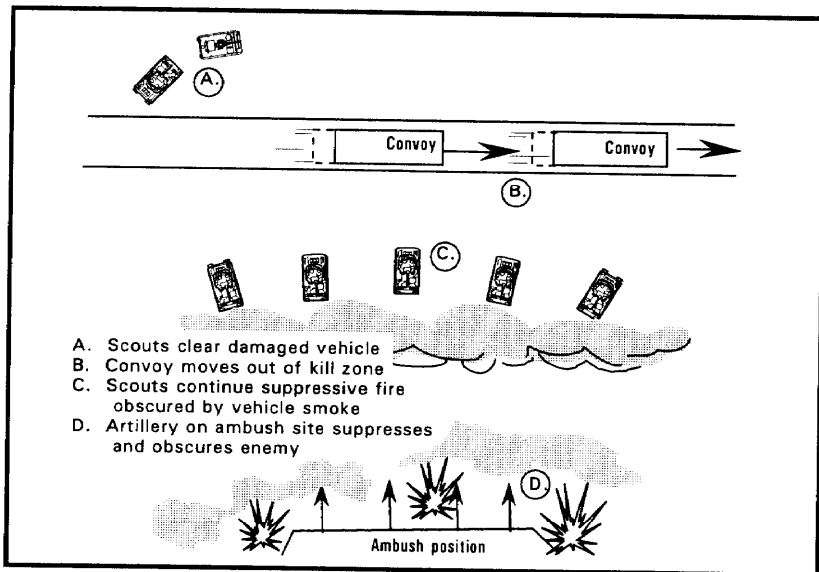 A.
Convoy
Convoy
B.
C.
A. Scouts clear damaged vehicle
B. Convoy moves out of kill zone
C. Scouts continue suppressive fire
obscured by vehicle smoke
D. Artillery on ambush site suppresses
and obscures enemy
D.
Ambush position